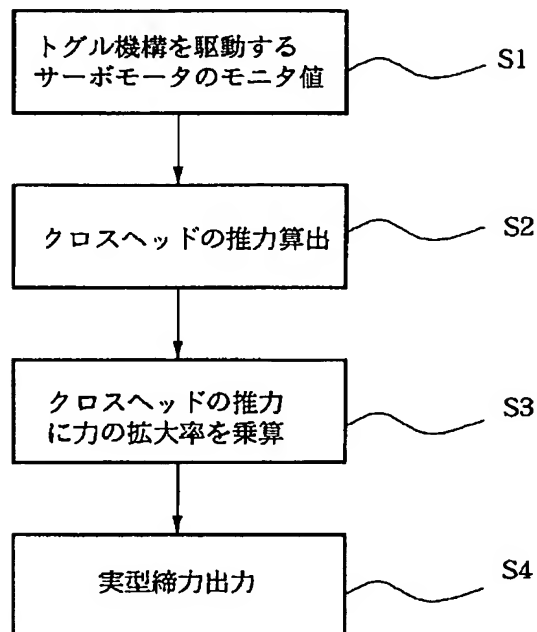 トグル機構を駆動する
サーボモータのモニタ値
S1
クロスヘッドの推力算出
S2
クロスヘッドの推力
に力の拡大率を乗算
S3
実型締力出力
S4